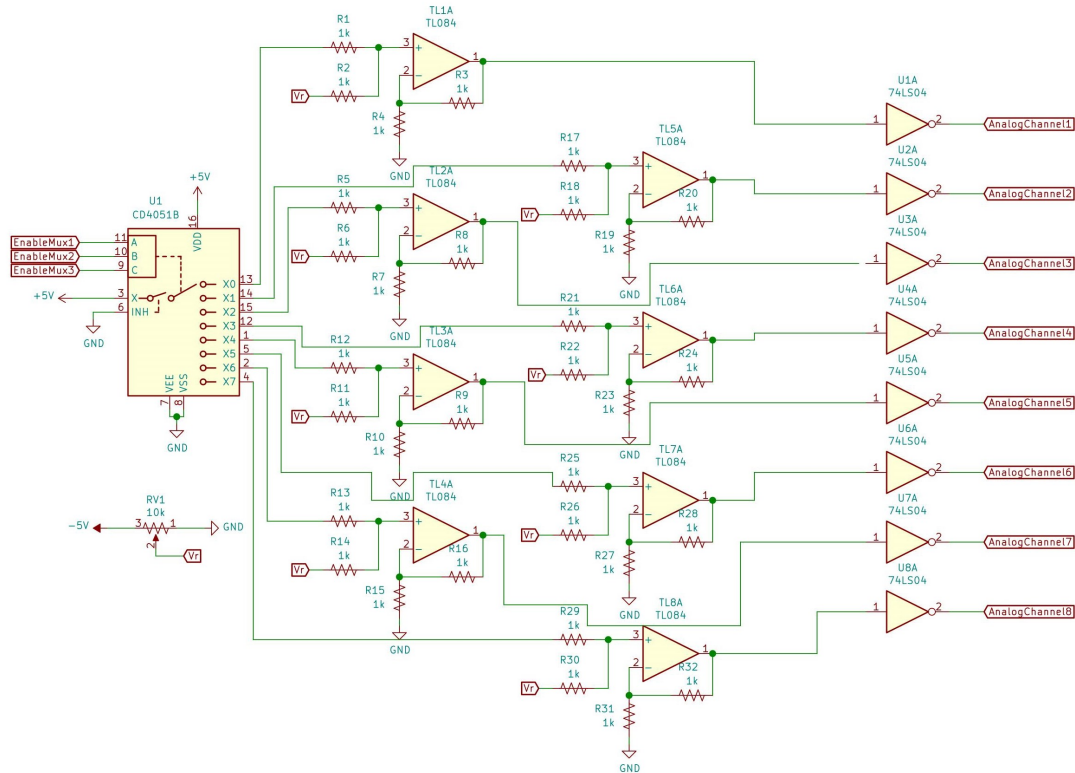 TL1A
TL084
R1
1k
3
1
2
R2
1k
R3
1k
Vr
R4
1k
GND
U1A
74LS04
1
2
AnalogChannel1
TL5A
TL084
R17
1k
3
1
2
R18
1k
R20
1k
Vr
R19
1k
GND
U2A
74LS04
1
2
AnalogChannel2
TL2A
TL084
R5
1k
3
1
2
R6
1k
R8
1k
Vr
R7
1k
GND
U3A
74LS04
1
2
AnalogChannel3
+5V
U1
CD4051B
16
VDD
EnableMux1
11
A
EnableMux2
10
B
EnableMux3
9
C
+5V
3
X
6
INH
GND
X0
13
X1
14
X2
15
X3
12
X4
1
X5
5
X6
2
X7
4
VEE
VSS
7
8
GND
TL6A
TL084
R21
1k
3
1
2
R22
1k
R24
1k
Vr
R23
1k
GND
U4A
74LS04
1
2
AnalogChannel4
TL3A
TL084
R12
1k
3
1
2
R11
1k
R9
1k
Vr
R10
1k
GND
U5A
74LS04
1
2
AnalogChannel5
TL7A
TL084
R25
1k
3
1
2
R26
1k
R28
1k
Vr
R27
1k
GND
U6A
74LS04
1
2
AnalogChannel6
TL4A
TL084
R13
1k
3
1
2
R14
1k
R16
1k
Vr
R15
1k
GND
U7A
74LS04
1
2
AnalogChannel7
RV1
10k
-5V
3
1
GND
2
Vr
TL8A
TL084
R29
1k
3
1
2
R30
1k
R32
1k
Vr
R31
1k
GND
U8A
74LS04
1
2
AnalogChannel8